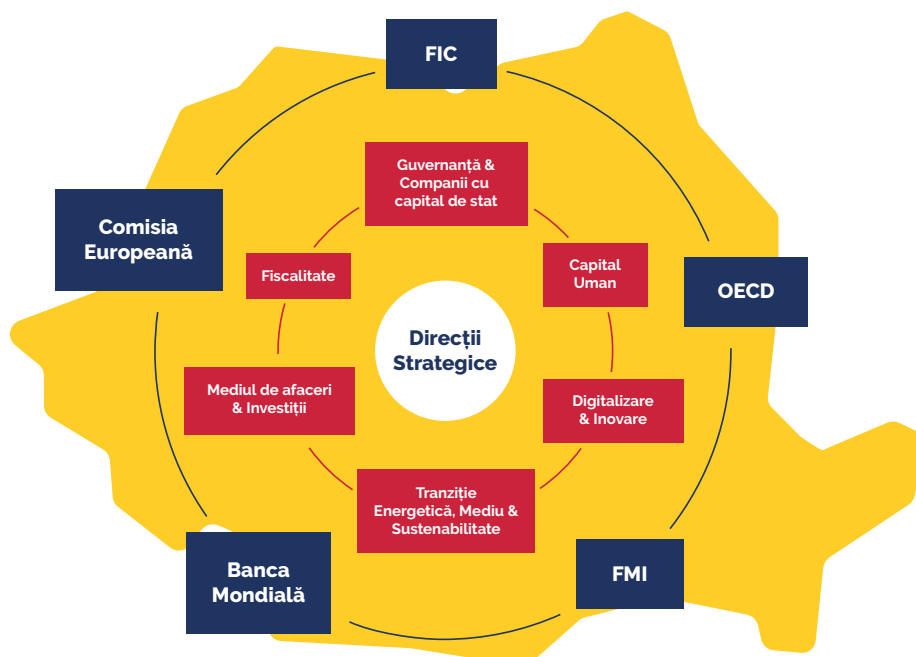 FIC
Guvernanță &
Companii cu
capital de stat
Comisia
Europeană
Fiscalitate
Capital
Uman
OECD
Direcții
Strategice
Mediul de afaceri
& Investiții
Digitalizare
& Inovare
Tranziție
Energetică, Mediu &
Sustenabilitate
Banca
Mondială
FMI